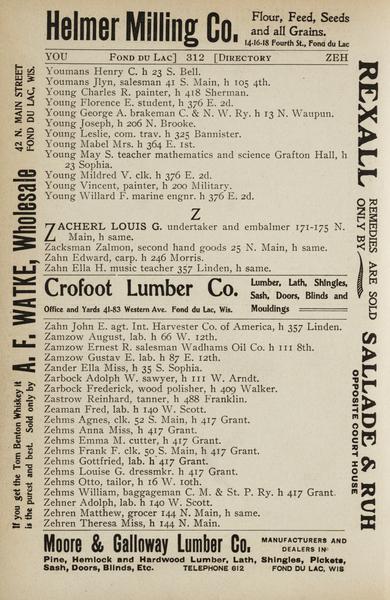 Helmer Milling Co. Flour, Feed, Seeds
and all Grains.
14-16-18 Fourth St., Fond du Lac
YOU FOND DU LAC] 312 [DIRECTORY ZEH
Youmans Henry C. h 23 S. Bell.
Youmans Jlyn, salesman 41 S. Main, h 105 4th.
Young Charles R. painter, h 418 Sherman.
Young Florence E. student, h 376 E. 2d.
Young George A. brakeman C. & N. W. Ry. h 13 N. Waupun.
Young Joseph, h 206 N. Brooke.
Young Leslie, com. trav. h 325 Bannister.
Young Mabel Mrs. h 364 E. 1st.
Young May S. teacher mathematics and science Grafton Hall, h
23 Sophia.
Young Mildred V. clk. h 376 E. 2d.
Young Vincent, painter, h 200 Military.
Young Willard F. marine engnr. h 376 E. 2d.
Z
ZACHERL LOUIS G. undertaker and embalmer 171-175 N.
Main, h same.
Zacksman Zalmon, second hand goods 25 N. Main, h same.
Zahn Edward, carp. h 246 Morris.
Zahn Ella H. music teacher 357 Linden, h same.
Crofoot Lumber Co. Lumber, Lath, Shingles,
Sash, Doors, Blinds and
Mouldings
Office and Yards 41-83 Western Ave. Fond du Lac, Wis.
Zahn John E. agt. Int. Harvester Co. of America, h 357 Linden.
Zamzow August, lab. h 66 W. 12th.
Zamzow Ernest R. salesman Wadhams Oil Co. h 111 8th.
Zamzow Gustav E. lab. h 87 E. 12th.
Zander Ella Miss, h 35 S. Sophia.
Zarbock Adolph W. sawyer, h 111 W. Arndt.
Zarbock Frederick, wood polisher, h 409 Walker.
Zastrow Reinhard, tanner, h 488 Franklin.
Zeaman Fred, lab. h 140 W. Scott.
Zehms Agnes, clk. 52 S. Main, h 417 Grant.
Zehms Anna Miss, h 417 Grant.
Zehms Emma M. cutter, h 417 Grant.
Zehms Frank F. clk. 50 S. Main, h 417 Grant.
Zehms Gottfried, lab. h 417 Grant.
Zehms Louise G. dressmkr. h 417 Grant.
Zehms Otto, tailor, h 16 W. 10th.
Zehms William, baggageman C. M. & St. P. Ry. h 417 Grant
Zehner Adolph, lab. h 140 W. Scott.
Zehren Matthew, grocer 144 N. Main, h same.
Zehren Theresa Miss, h 144 N. Main.
Moore & Galloway Lumber Co. MANUFACTURERS AND
DEALERS IN
Pine, Hemlock and Hardwood Lumber, Lath, Shingles, Pickets,
Sash, Doors, Blinds, Etc. TELEPHONE 612 FOND DU LAC, WIS
If you get the Tom Benton Whiskey it
is the purest and best. Sold only by
A. F. WATKE, Wholesale
42 N. MAIN STREET
FOND DU LAC, WIS.
REXALL REMEDIES ARE SOLD
ONLY BY
SALLADE & RUH
OPPOSITE COURT HOUSE